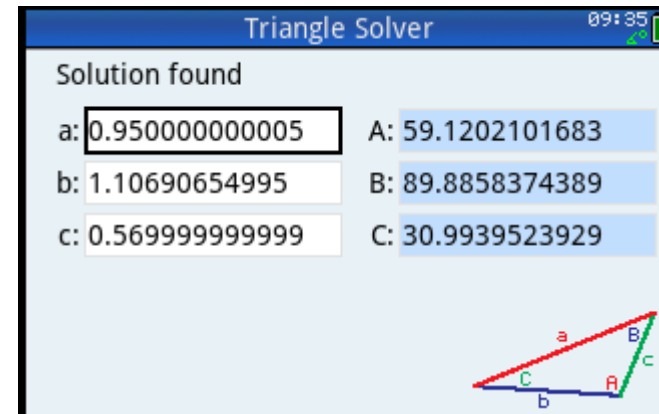 Triangle Solver 09:35
Solution found
a: 0.950000000005 A: 59.1202101683
b: 1.10690654995 B: 89.8858374389
c: 0.569999999999 C: 30.9939523929
a B
C A c
b